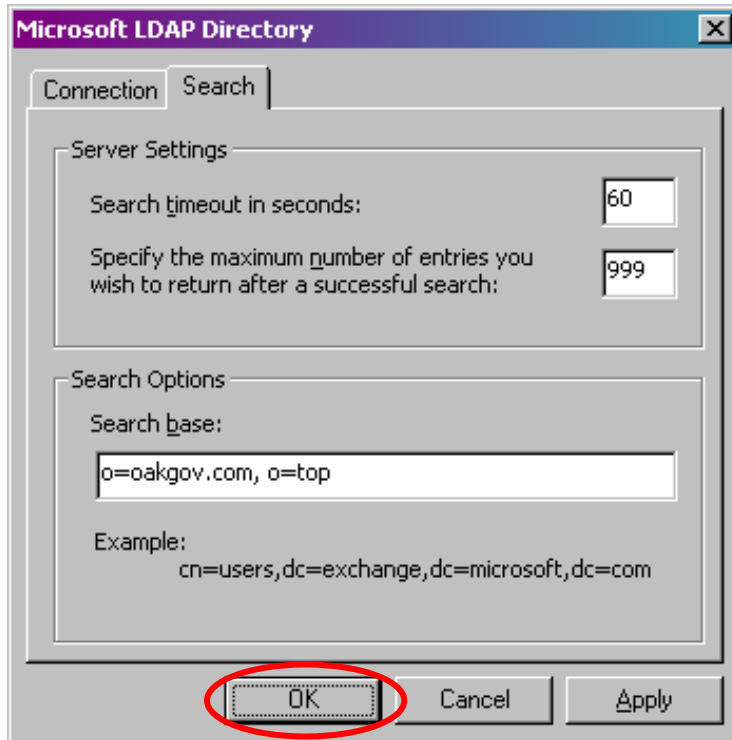 Microsoft LDAP Directory
Connection Search
Server Settings
Search timeout in seconds: 60
Specify the maximum number of entries you
wish to return after a successful search: 999
Search Options
Search base:
o=oakgov.com, o=top
Example:
cn=users,dc=exchange,dc=microsoft,dc=com
OK Cancel Apply